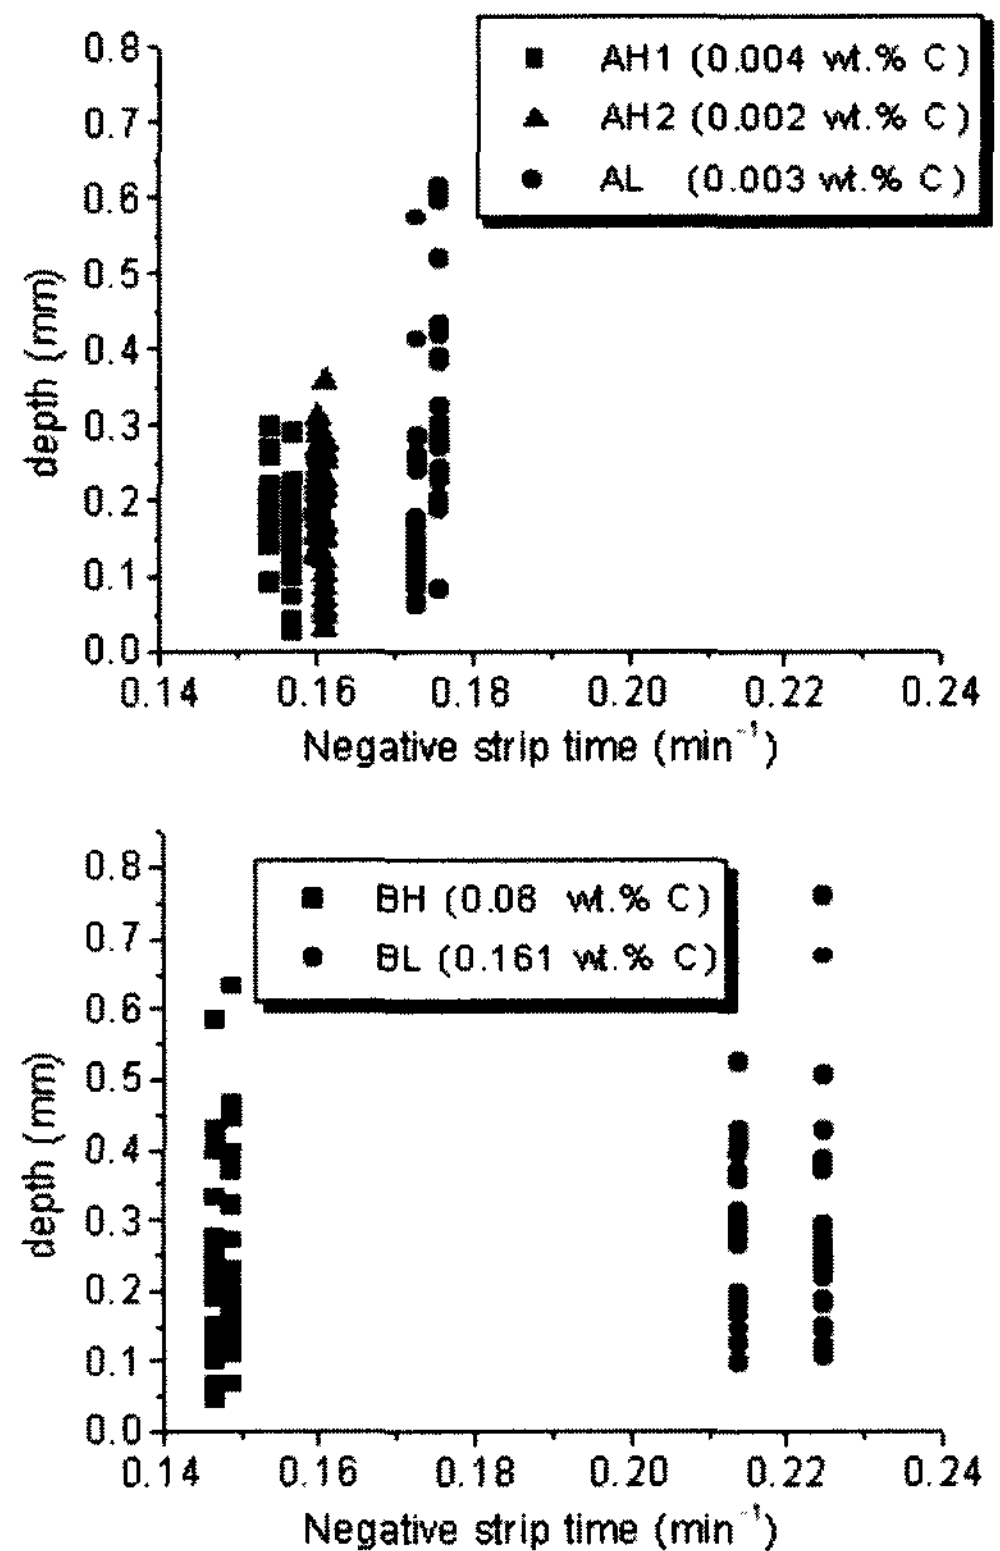 AH1 (0.004 wt.% C)
AH2 (0.002 wt.% C)
AL (0.003 wt.% C)
0.8
0.7
0.6
0.5
0.4
0.3
0.2
0.1
0.0
depth (mm)
0.14 0.16 0.18 0.20 0.22 0.24
Negative strip time (min⁻¹)
BH (0.06 wt.% C)
BL (0.161 wt.% C)
0.8
0.7
0.6
0.5
0.4
0.3
0.2
0.1
0.0
depth (mm)
0.14 0.16 0.18 0.20 0.22 0.24
Negative strip time (min⁻¹)